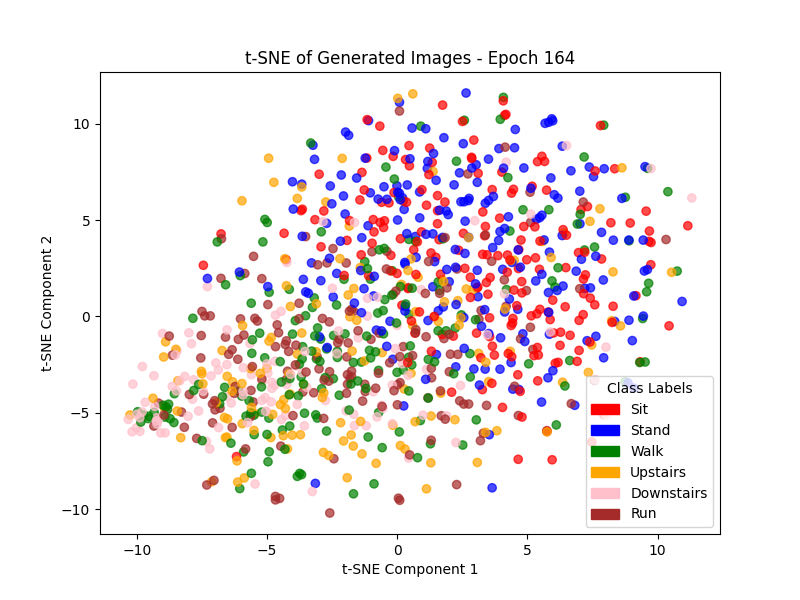 t-SNE of Generated Images - Epoch 164
t-SNE Component 2
10
5
0
−5
−10
Class Labels
Sit
Stand
Walk
Upstairs
Downstairs
Run
−10
−5
0
5
10
t-SNE Component 1